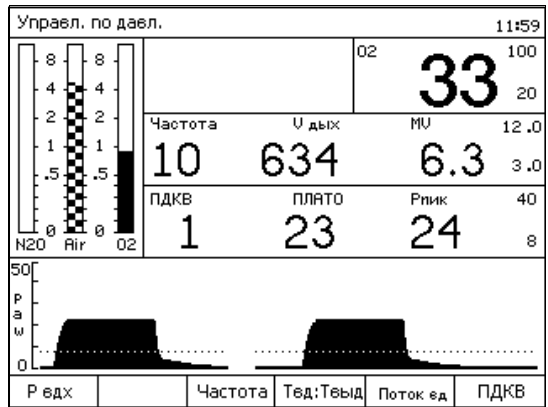 Управл. по давл. 11:59
8 8
4 4
2 2
1 1
.5 .5
0 0
N2O Air O2
O2 33 100
20
Частота V дых MV 12.0
10 634 6.3 3.0
ПДКВ ПЛАТО Рпик 40
1 23 24 8
50
Paw
0
Р вдх Частота Твд:Твыд Поток вд ПДКВ